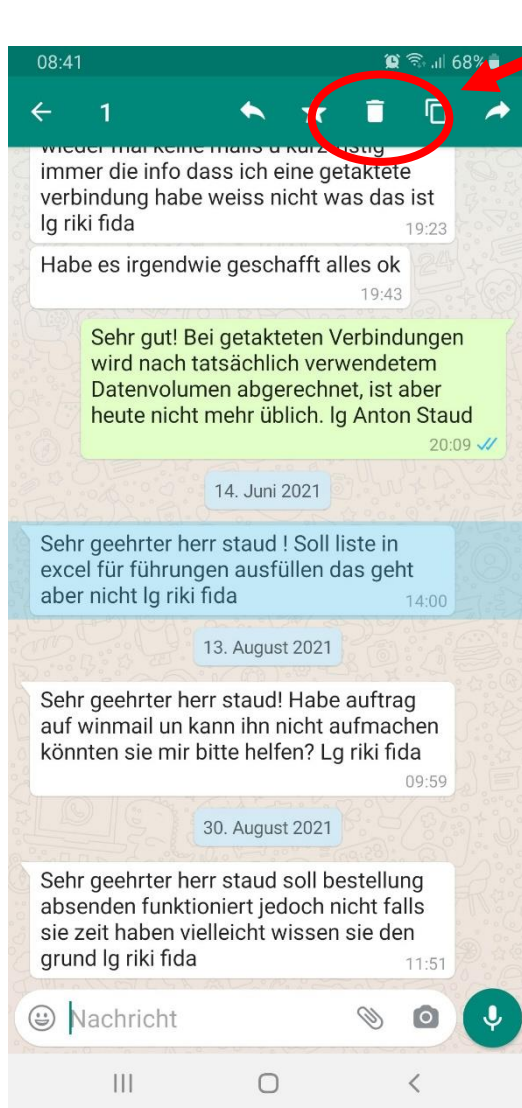 08:41
68%
1
wieder mal keine mails u kurzfristig
immer die info dass ich eine getaktete
verbindung habe weiss nicht was das ist
lg riki fida
19:23
Habe es irgendwie geschafft alles ok
19:43
Sehr gut! Bei getakteten Verbindungen
wird nach tatsächlich verwendetem
Datenvolumen abgerechnet, ist aber
heute nicht mehr üblich. lg Anton Staud
20:09
14. Juni 2021
Sehr geehrter herr staud ! Soll liste in
excel für führungen ausfüllen das geht
aber nicht lg riki fida
14:00
13. August 2021
Sehr geehrter herr staud! Habe auftrag
auf winmail un kann ihn nicht aufmachen
könnten sie mir bitte helfen? Lg riki fida
09:59
30. August 2021
Sehr geehrter herr staud soll bestellung
absenden funktioniert jedoch nicht falls
sie zeit haben vielleicht wissen sie den
grund lg riki fida
11:51
Nachricht